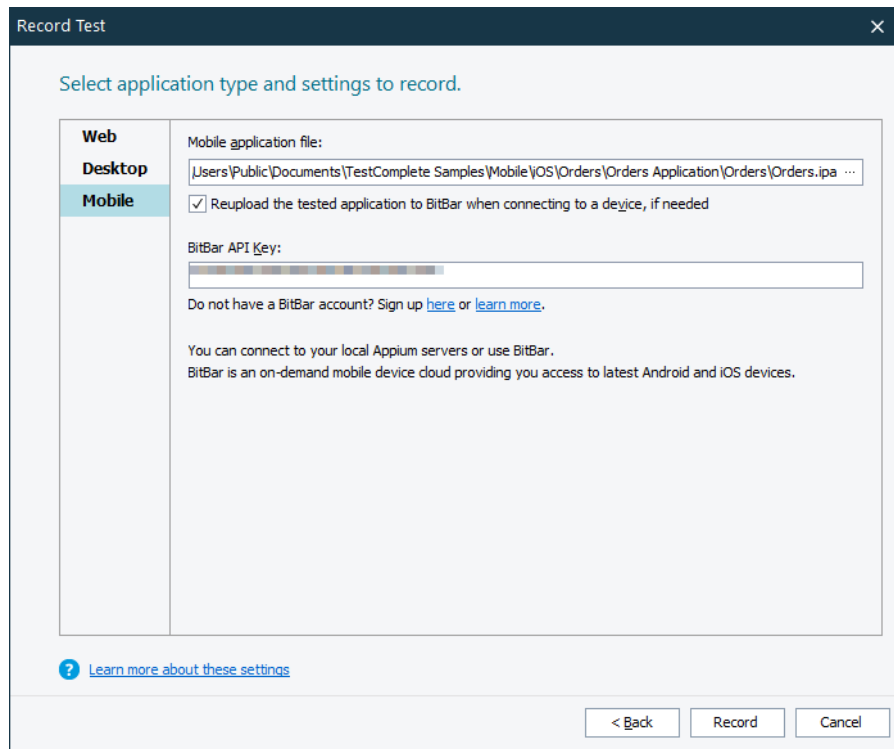 Record Test
Select application type and settings to record.
Web
Desktop
Mobile
Mobile application file:
Users\Public\Documents\TestComplete Samples\Mobile\iOS\Orders\Orders Application\Orders\Orders.ipa ...
Reupload the tested application to BitBar when connecting to a device, if needed
BitBar API Key:
Do not have a BitBar account? Sign up here or learn more.
You can connect to your local Appium servers or use BitBar.
BitBar is an on-demand mobile device cloud providing you access to latest Android and iOS devices.
? Learn more about these settings
< Back
Record
Cancel